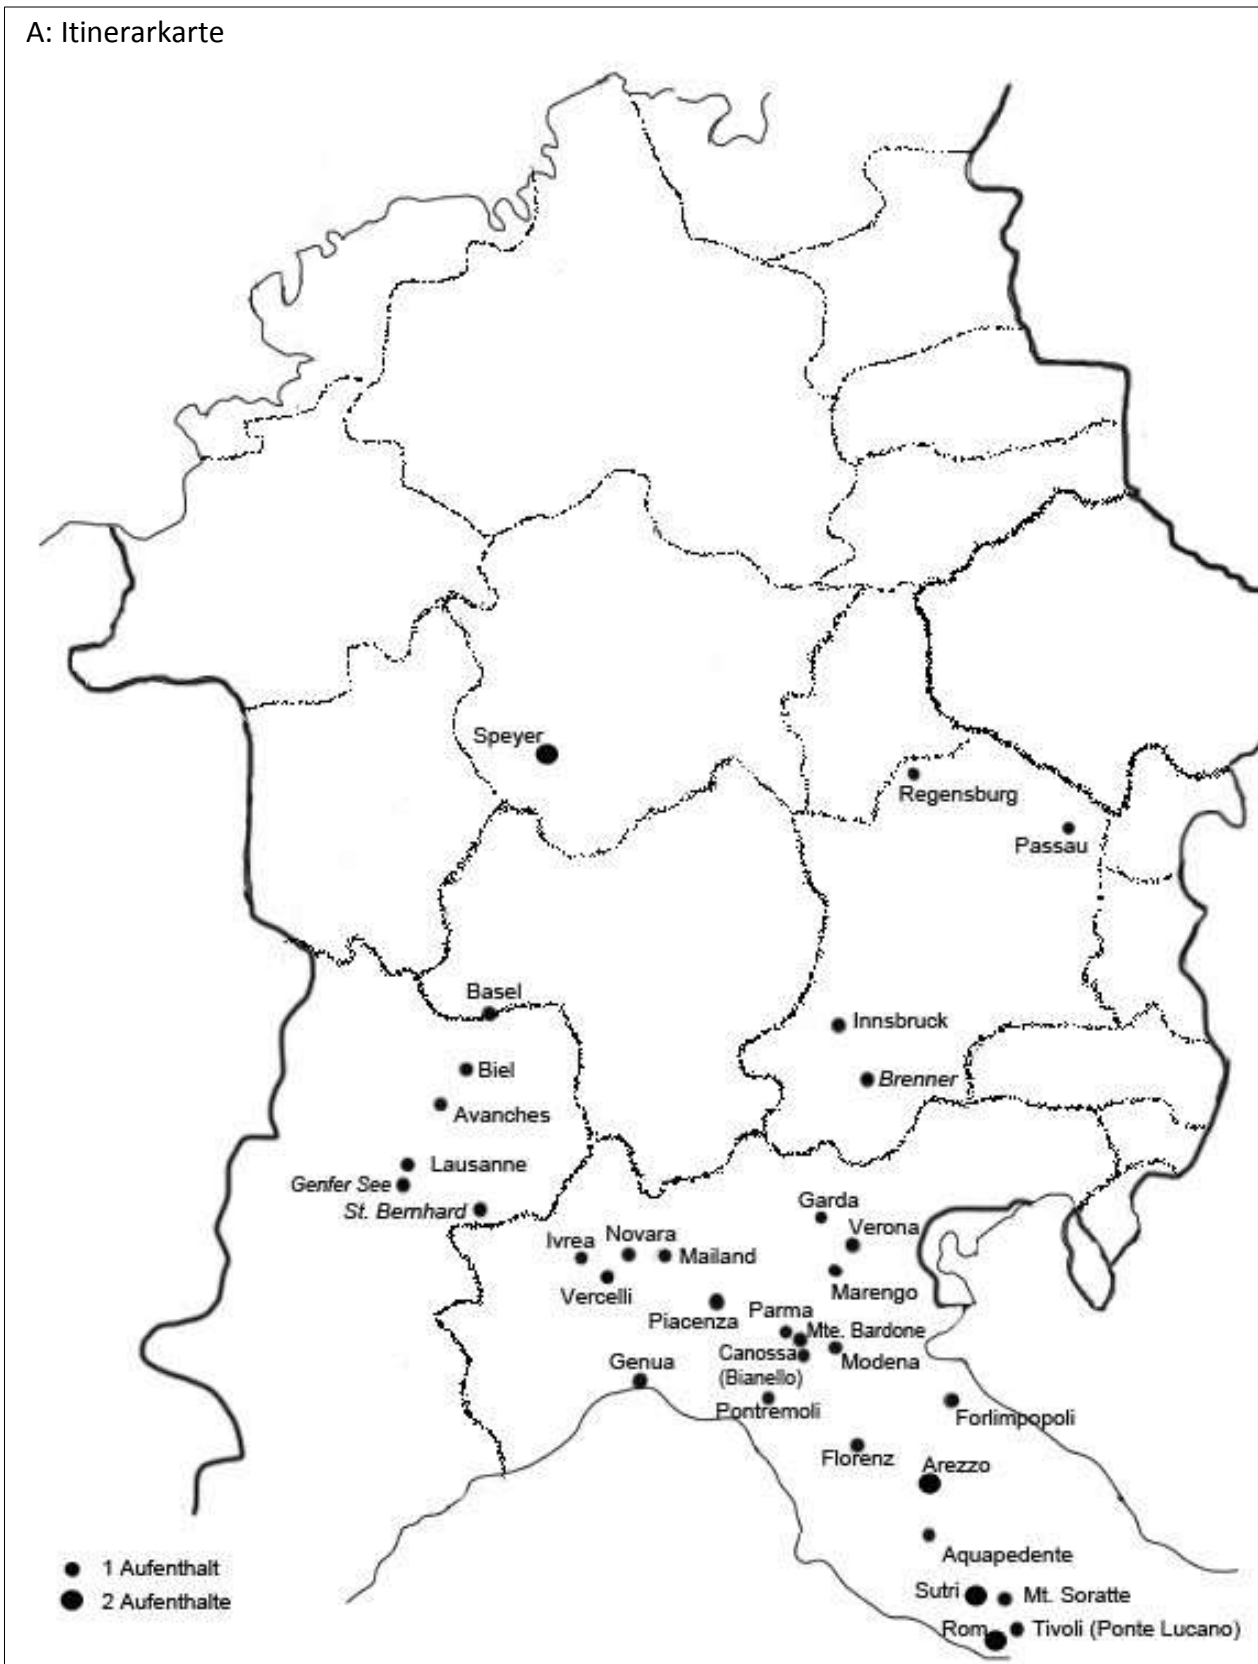 A: Itinerarkarte
Speyer
Regensburg
Passau
Basel
Innsbruck
Biel
Brenner
Avanches
Lausanne
Genfer See
St. Bernhard
Garda
Verona
Ivrea
Novara
Mailand
Vercelli
Marengo
Piacenza
Parma
Mte. Bardone
Canossa
(Bianello)
Modena
Genua
Pontremoli
Forlimpopoli
Florenz
Arezzo
Aquapedente
1 Aufenthalt
2 Aufenthalte
Sutri
Mt. Soratte
Rom
Tivoli (Ponte Lucano)